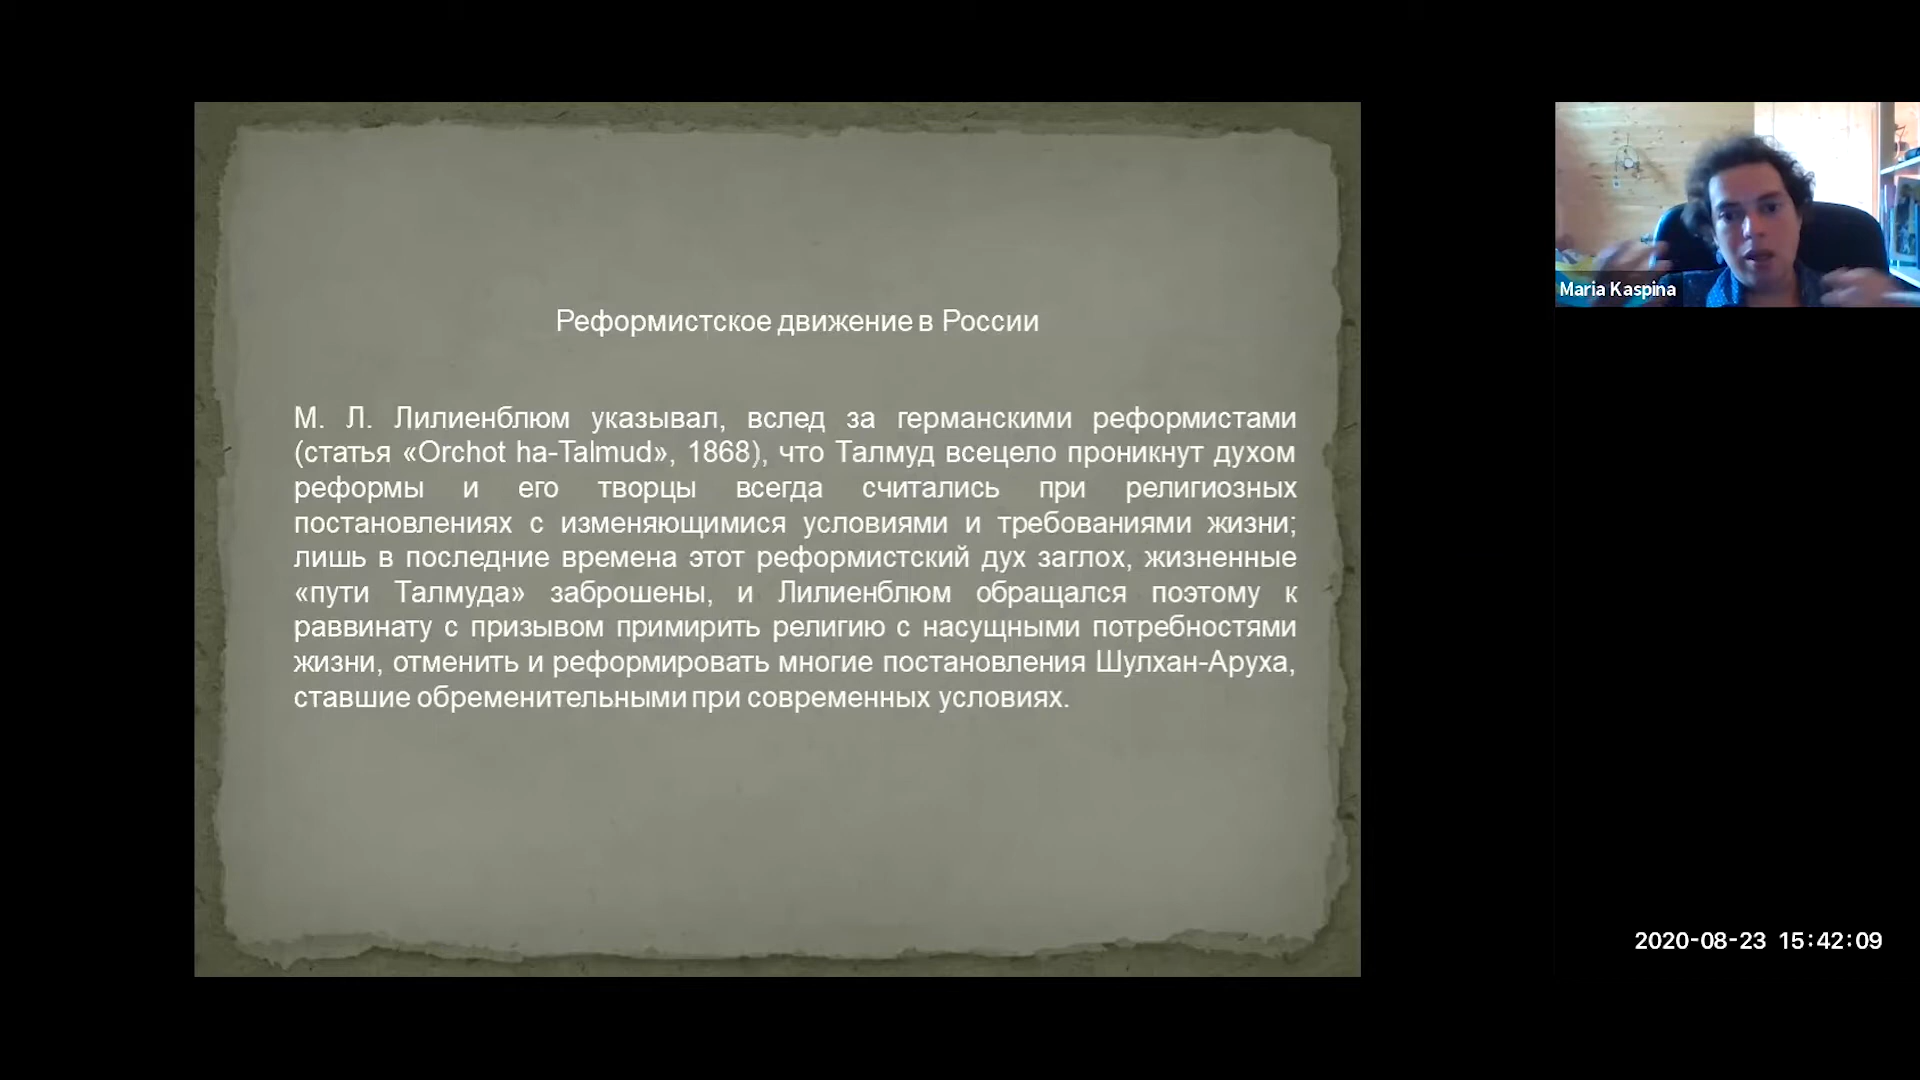 Реформистское движение в России
М. Л. Лилиенблюм указывал, вслед за германскими реформистами
(статья «Orchot ha-Talmud», 1868), что Талмуд всецело проникнут духом
реформы и его творцы всегда считались при религиозных
постановлениях с изменяющимися условиями и требованиями жизни;
лишь в последние времена этот реформистский дух заглох, жизненные
«пути Талмуда» заброшены, и Лилиенблюм обращался поэтому к
раввинату с призывом примирить религию с насущными потребностями
жизни, отменить и реформировать многие постановления Шулхан-Аруха,
ставшие обременительными при современных условиях.
Maria Kaspina
2020-08-23 15:42:09